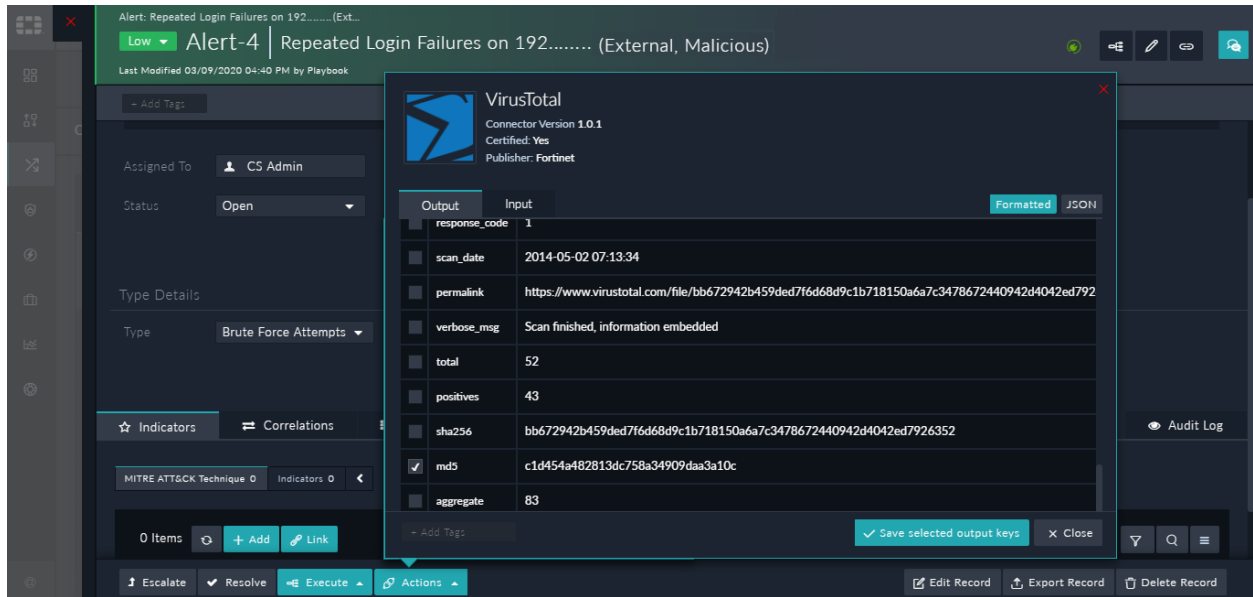 Alert: Repeated Login Failures on 192........(Ext...
Low Alert-4 | Repeated Login Failures on 192........ (External, Malicious)
Last Modified 03/09/2020 04:40 PM by Playbook
+ Add Tags
Assigned To CS Admin
Status Open
Type Details
Type Brute Force Attempts
Indicators Correlations Audit Log
MITRE ATT&CK Technique 0 Indicators 0
0 Items + Add Link
Escalate Resolve Execute Actions Edit Record Export Record Delete Record
VirusTotal
Connector Version 1.0.1
Certified: Yes
Publisher: Fortinet
Output Input Formatted JSON
response_code 1
scan_date 2014-05-02 07:13:34
permalink https://www.virustotal.com/file/bb672942b459ded7f6d68d9c1b718150a6a7c3478672440942d4042ed792
verbose_msg Scan finished, information embedded
total 52
positives 43
sha256 bb672942b459ded7f6d68d9c1b718150a6a7c3478672440942d4042ed7926352
md5 c1d454a482813dc758a34909daa3a10c
aggregate 83
+ Add Tags Save selected output keys X Close